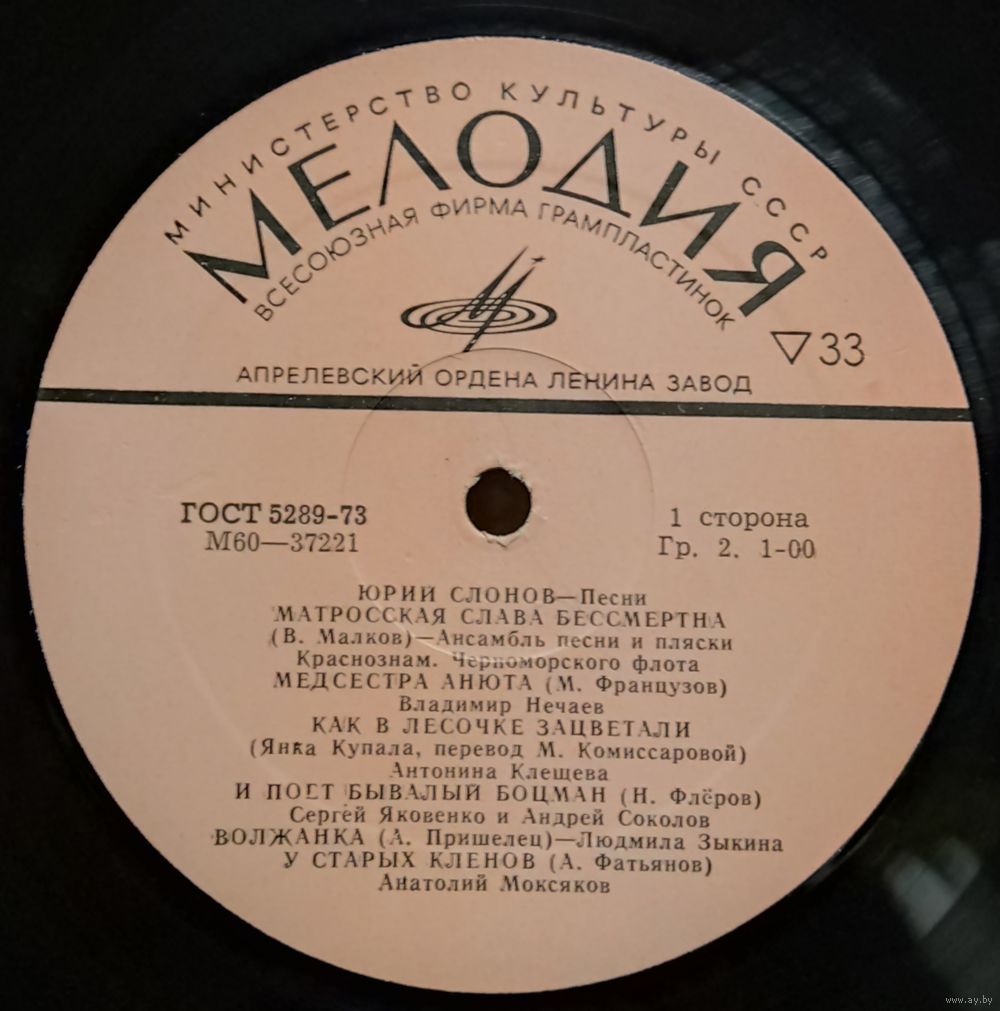 МИНИСТЕРСТВО КУЛЬТУРЫ СССР
МЕЛОДИЯ
ВСЕСОЮЗНАЯ ФИРМА ГРАМПЛАСТИНОК
▽33
АПРЕЛЕВСКИЙ ОРДЕНА ЛЕНИНА ЗАВОД
ГОСТ 5289-73
М60—37221
1 сторона
Гр. 2. 1-00
ЮРИЙ СЛОНОВ—Песни
МАТРОССКАЯ СЛАВА БЕССМЕРТНА
(В. Малков)—Ансамбль песни и пляски
Краснознам. Черноморского флота
МЕДСЕСТРА АНЮТА (М. Французов)
Владимир Нечаев
КАК В ЛЕСОЧКЕ ЗАЦВЕТАЛИ
(Янка Купала, перевод М. Комиссаровой)
Антонина Клещева
И ПОЕТ БЫВАЛЫЙ БОЦМАН (Н. Флёров)
Сергей Яковенко и Андрей Соколов
ВОЛЖАНКА (А. Пришелец)—Людмила Зыкина
У СТАРЫХ КЛЕНОВ (А. Фатьянов)
Анатолий Моксяков
www.ay.by